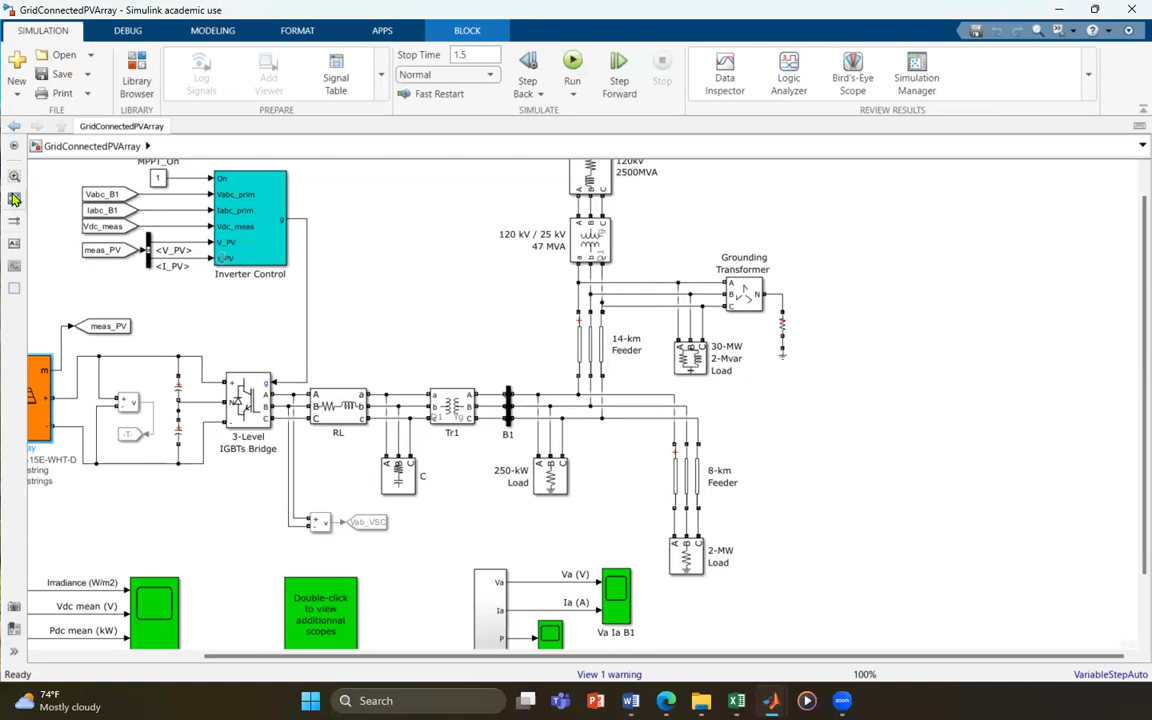 GridConnectedPVArray - Simulink academic use
SIMULATION DEBUG MODELING FORMAT APPS BLOCK
New Open Save Print FILE
Library Browser LIBRARY
Log Signals Add Viewer Signal Table PREPARE
Stop Time 1.5
Normal
Fast Restart
Step Back Run Step Forward Stop SIMULATE
Data Inspector Logic Analyzer Bird's-Eye Scope Simulation Manager REVIEW RESULTS
GridConnectedPVArray
GridConnectedPVArray
MPPT_On
1
Vabc_B1
Iabc_B1
Vdc_meas
meas_PV
<V_PV>
<I_PV>
On
Vabc_prim
Iabc_prim
Vdc_meas
V_PV
g
Inverter Control
120kV
2500MVA
A B C
120 kV / 25 kV
47 MVA
A B C
a b c
Grounding
Transformer
A
B N
C
14-km
Feeder
A B C
30-MW
2-Mvar
Load
meas_PV
m
+
-
+ v
-
-T-
+ g
N A
B
- C
3-Level
IGBTs Bridge
A a
B b
C c
RL
a A
b B
c C
Tr1
B1
A B C
C
250-kW
Load
A B C
8-km
Feeder
A B C
2-MW
Load
15E-WHT-D
string
strings
+ v
-
Vab_VSC
Irradiance (W/m2)
Vdc mean (V)
Pdc mean (kW)
Double-click
to view
additionnal
scopes
Va
Ia
P
Va (V)
Ia (A)
Va Ia B1
Ready View 1 warning 100% VariableStepAuto
74°F
Mostly cloudy
Search
zoom